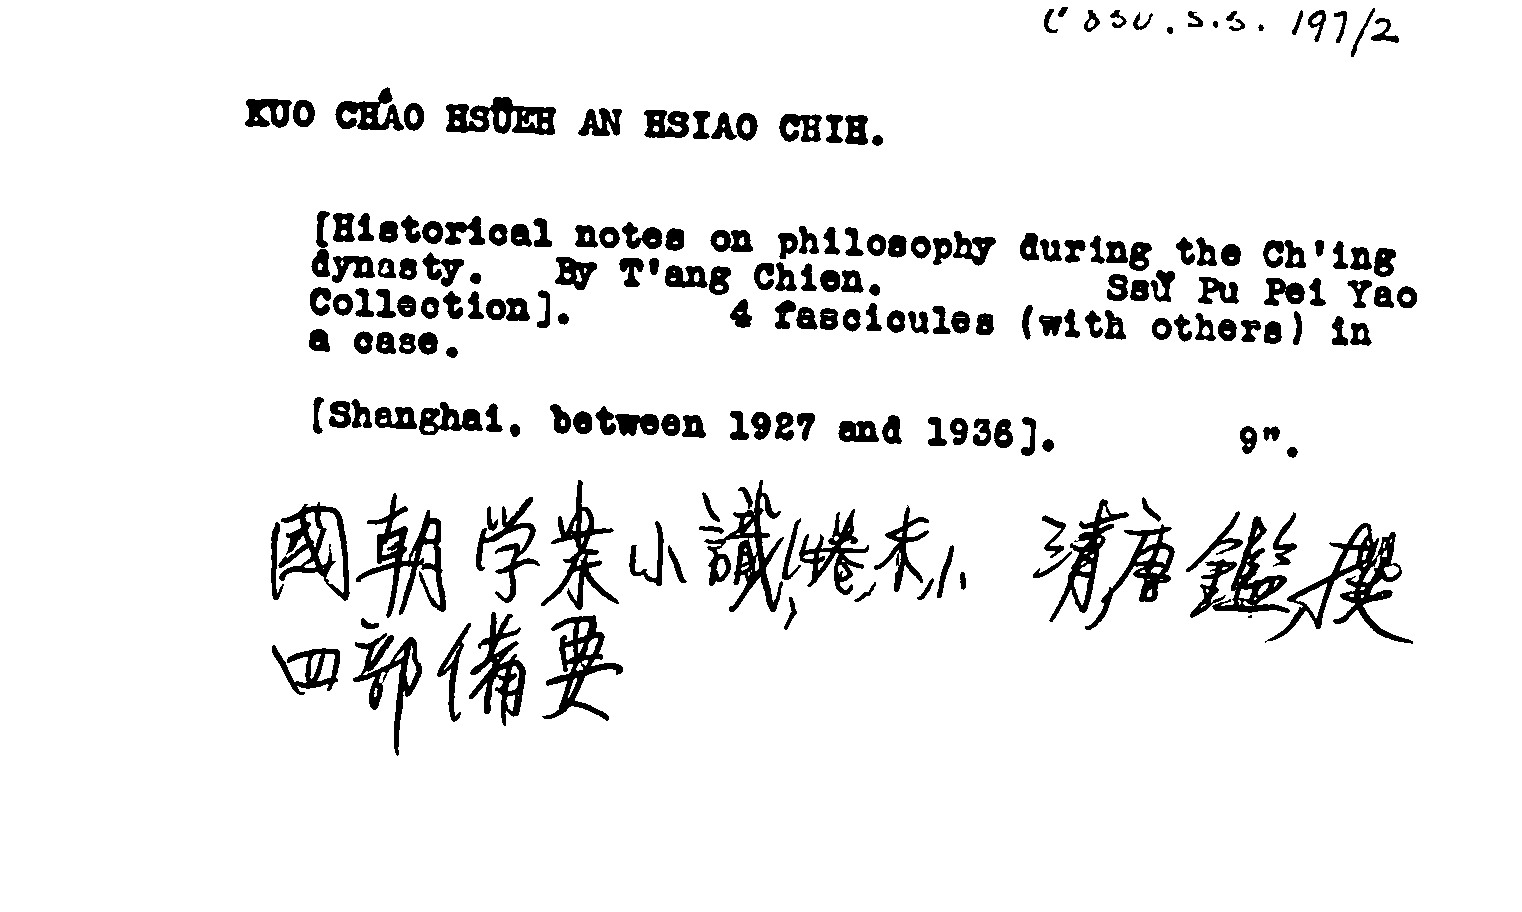 S.S. 197/2
KUO CH'AO HSÜEH AN HSIAO CHIH.
[Historical notes on philosophy during the Ch'ing
dynasty. By T'ang Chien. Ssŭ Pu Pei Yao
Collection]. 4 fascicules (with others) in
a case.
[Shanghai, between 1927 and 1936]. 9".
國朝学案小識 卷 末 清唐鑑撰
四部備要